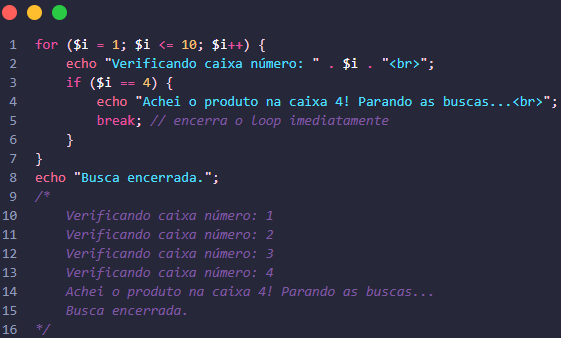 1 for ($i = 1; $i <= 10; $i++) {
2     echo "Verificando caixa número: " . $i . "<br>";
3     if ($i == 4) {
4         echo "Achei o produto na caixa 4! Parando as buscas...<br>";
5         break; // encerra o loop imediatamente
6     }
7 }
8 echo "Busca encerrada.";
9 /*
10     Verificando caixa número: 1
11     Verificando caixa número: 2
12     Verificando caixa número: 3
13     Verificando caixa número: 4
14     Achei o produto na caixa 4! Parando as buscas...
15     Busca encerrada.
16 */